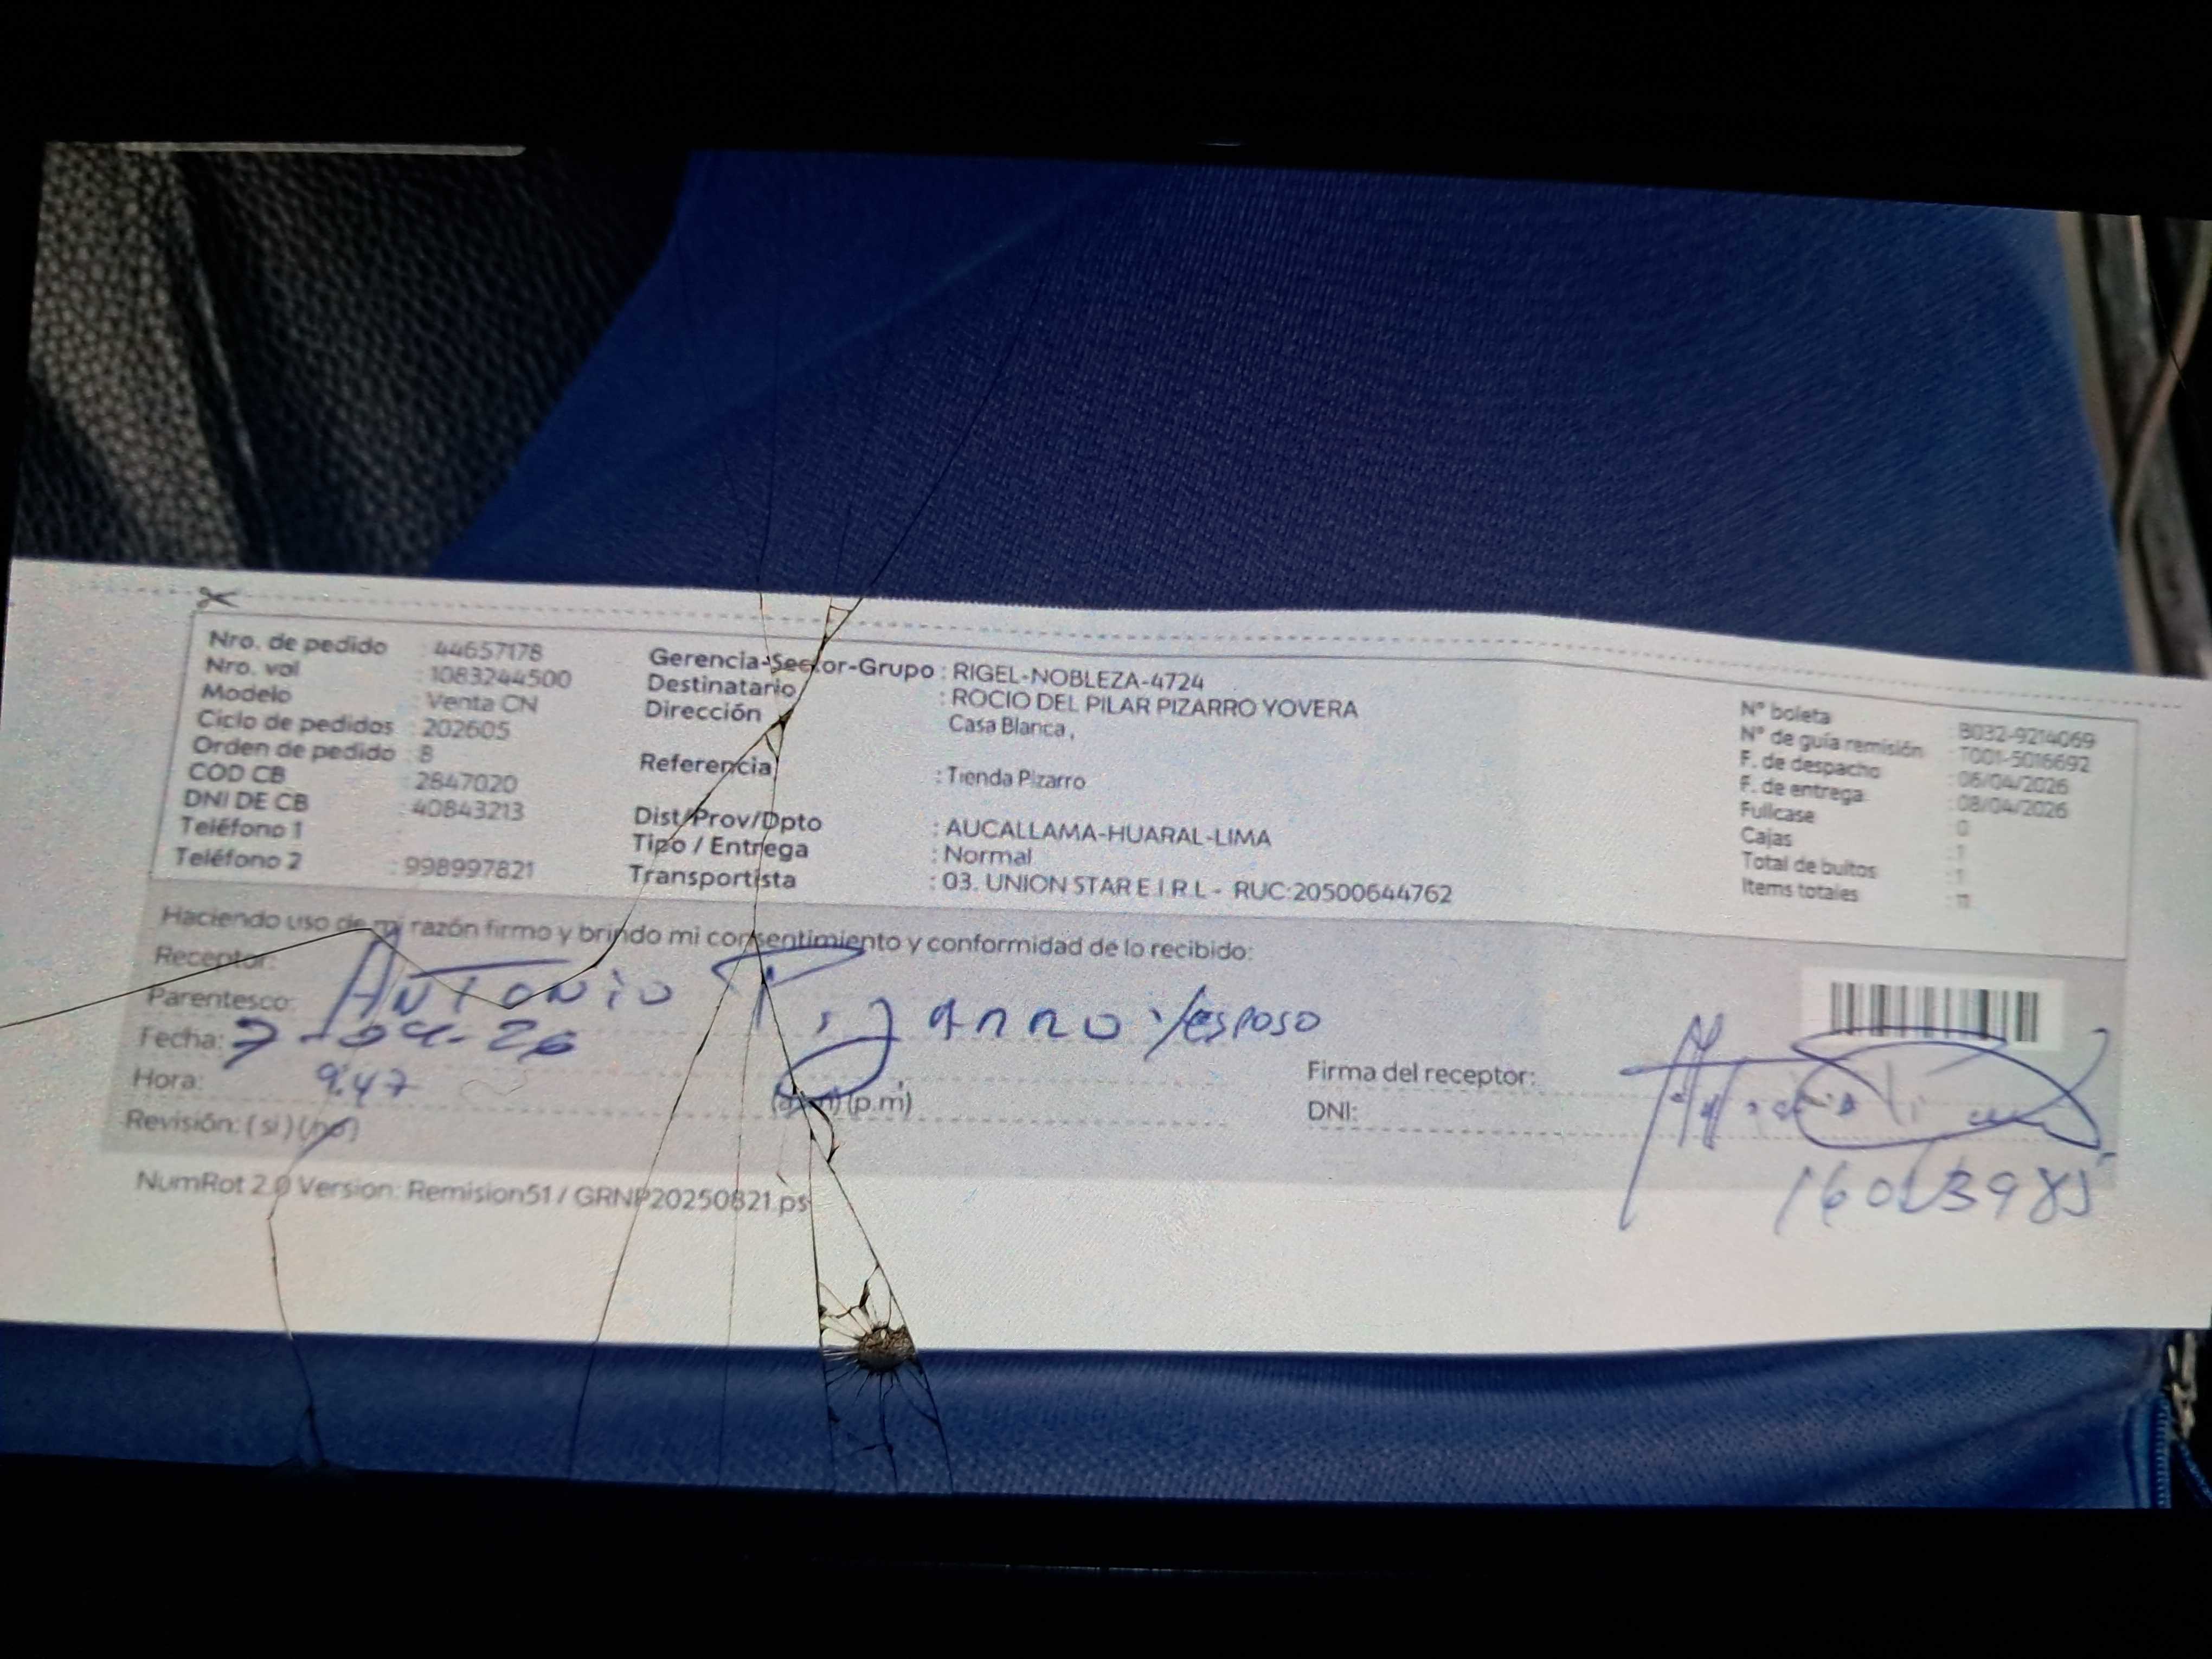 Nro. de pedido : 44657178
Nro. vol : 1083244500
Modelo : Venta CN
Ciclo de pedidos : 202605
Orden de pedido : 8
COD CB : 2847020
DNI DE CB : 40843213
Teléfono 1
Teléfono 2 : 998997821
Gerencia-Sector-Grupo : RIGEL-NOBLEZA-4724
Destinatario : ROCIO DEL PILAR PIZARRO YOVERA
Dirección Casa Blanca,
Referencia : Tienda Pizarro
Dist/Prov/Dpto : AUCALLAMA-HUARAL-LIMA
Tipo / Entrega : Normal
Transportista : 03. UNION STAR E.I.R.L - RUC:20500644762
N° boleta : B032-9214069
N° de guía remisión : T001-5016692
F. de despacho : 06/04/2026
F. de entrega : 08/04/2026
Fullcase : 0
Cajas : 1
Total de bultos : 1
Items totales : 11
Haciendo uso de mi razón firmo y brindo mi consentimiento y conformidad de lo recibido:
Receptor: ANTONIO Pizarro /esposo
Parentesco:
Fecha: 7-04-26
Hora: 9:47 (a.m) (p.m)
Revisión: (si) (no)
Firma del receptor:
DNI:
NumRot 2.0 Version: Remision51 / GRNP20250821.ps